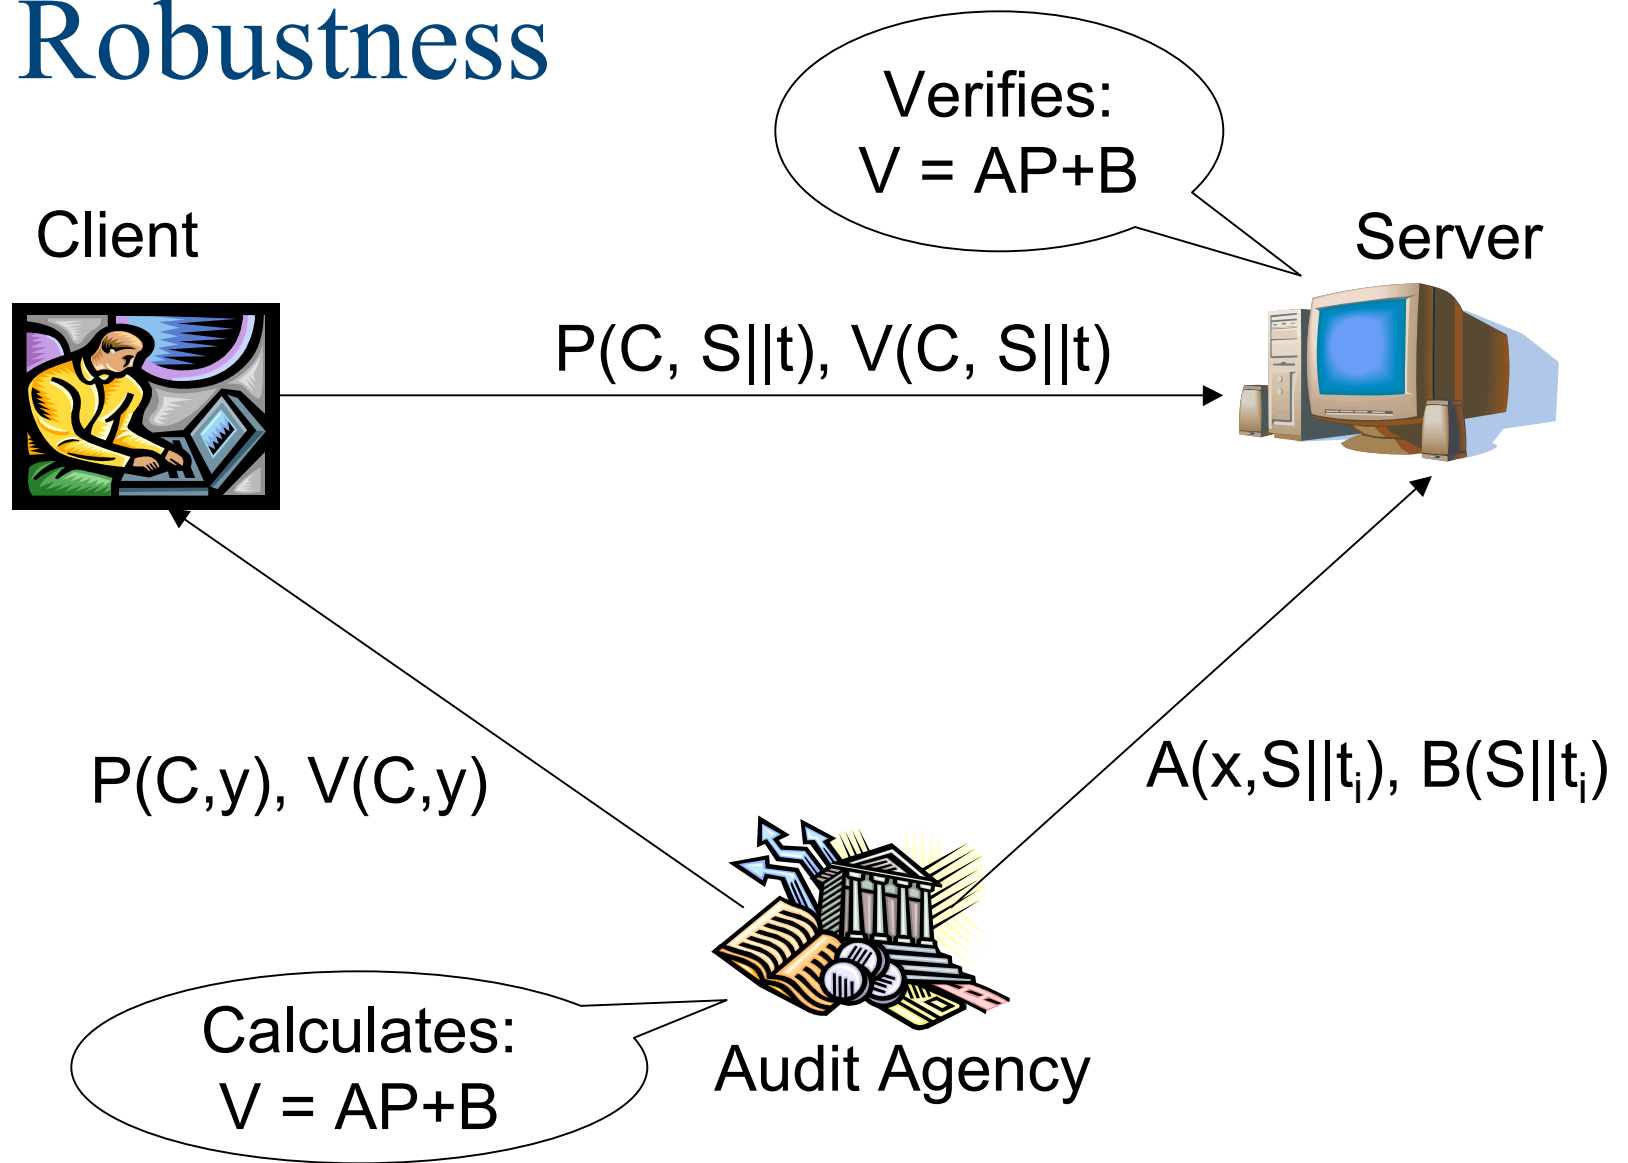 Robustness
Verifies:
V = AP+B
Client
Server
P(C, S||t), V(C, S||t)
P(C,y), V(C,y)
A(x,S||tᵢ), B(S||tᵢ)
Calculates:
V = AP+B
Audit Agency